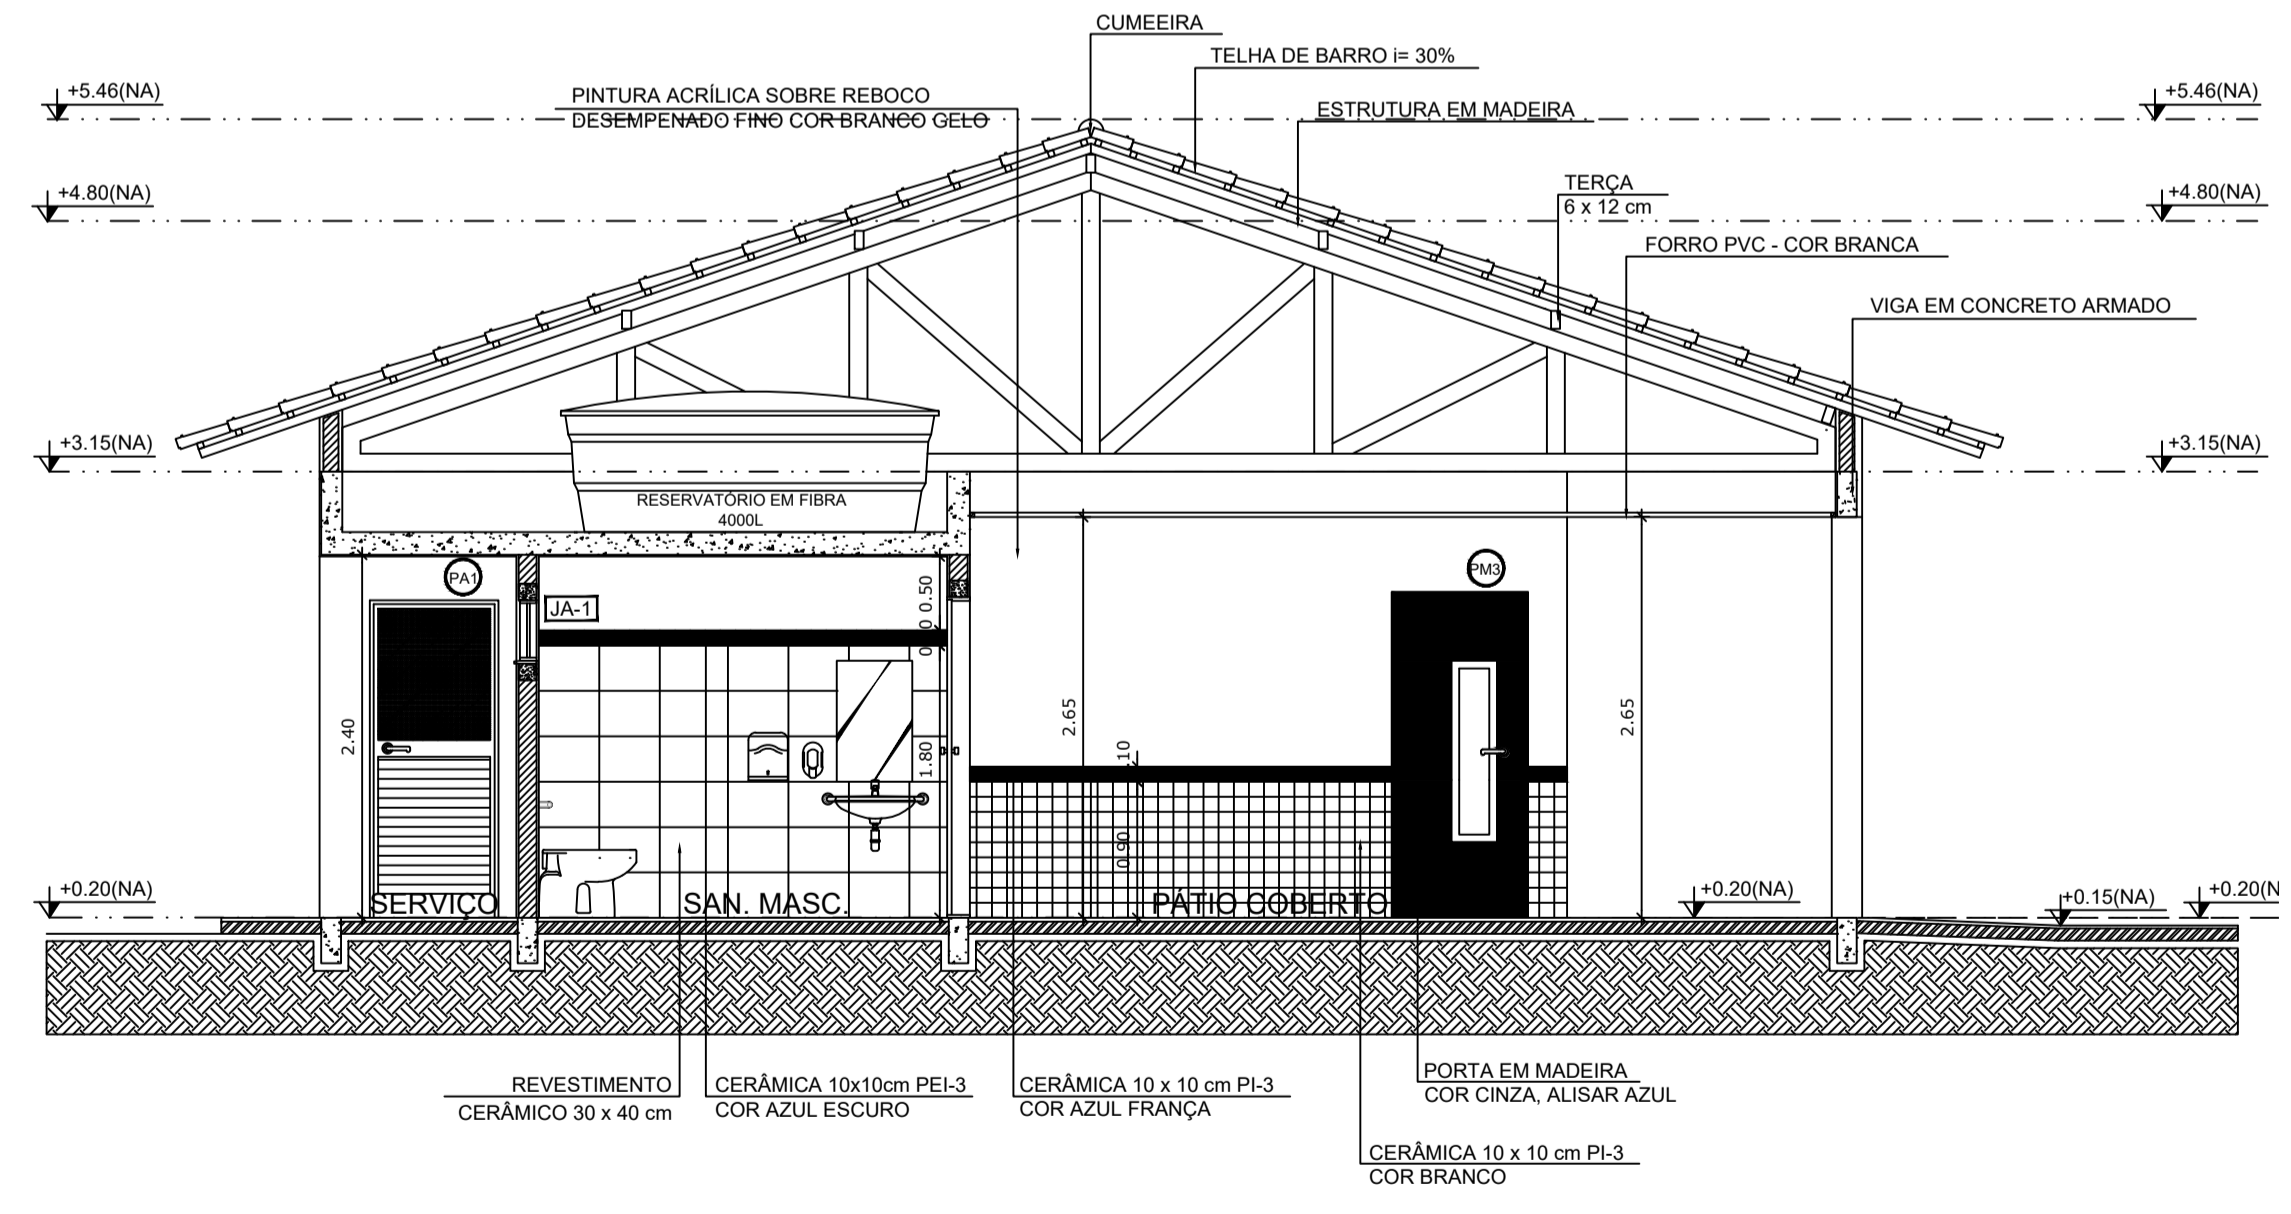 CUMEEIRA
TELHA DE BARRO i= 30%
PINTURA ACRÍLICA SOBRE REBOCO
DESEMPENADO FINO COR BRANCO GELO
ESTRUTURA EM MADEIRA
+5.46(NA)
+5.46(NA)
TERÇA
6 x 12 cm
+4.80(NA)
+4.80(NA)
FORRO PVC - COR BRANCA
VIGA EM CONCRETO ARMADO
+3.15(NA)
+3.15(NA)
RESERVATÓRIO EM FIBRA
4000L
PA1
JA-1
PM3
0.50
2.40
1.80
2.65
.10
0.90
2.65
SERVIÇO
SAN. MASC.
PÁTIO COBERTO
+0.20(NA)
+0.20(NA)
+0.15(NA)
+0.20(N
REVESTIMENTO
CERÂMICO 30 x 40 cm
CERÂMICA 10x10cm PEI-3
COR AZUL ESCURO
CERÂMICA 10 x 10 cm PI-3
COR AZUL FRANÇA
PORTA EM MADEIRA
COR CINZA, ALISAR AZUL
CERÂMICA 10 x 10 cm PI-3
COR BRANCO